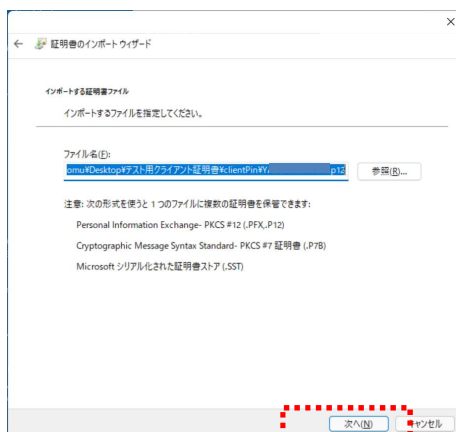 証明書のインポート ウィザード
インポートする証明書ファイル
インポートするファイルを指定してください。
ファイル名(F):
omu¥Desktop¥テスト用クライアント証明書¥clientPin¥Y p12
参照(R)...
注意: 次の形式を使うと 1 つのファイルに複数の証明書を保管できます:
Personal Information Exchange- PKCS #12 (.PFX,.P12)
Cryptographic Message Syntax Standard- PKCS #7 証明書 (.P7B)
Microsoft シリアル化された証明書ストア (.SST)
次へ(N)
キャンセル